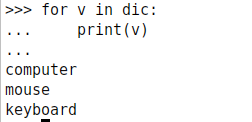 >>> for v in dic:
...     print(v)
...
computer
mouse
keyboard